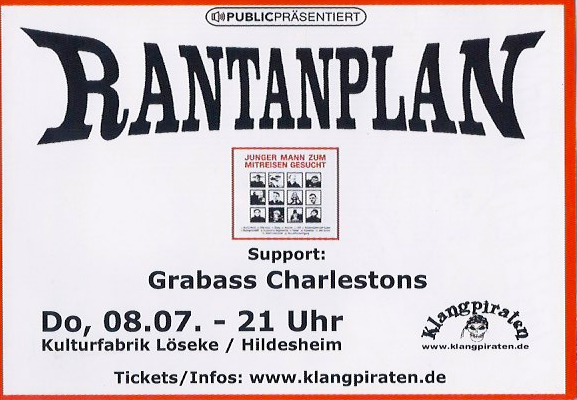 PUBLIC PRÄSENTIERT
RANTANPLAN
JUNGER MANN ZUM
MITREISEN GESUCHT
Support:
Grabass Charlestons
Do, 08.07. - 21 Uhr
Kulturfabrik Löseke / Hildesheim
Klangpiraten
www.klangpiraten.de
Tickets/Infos: www.klangpiraten.de